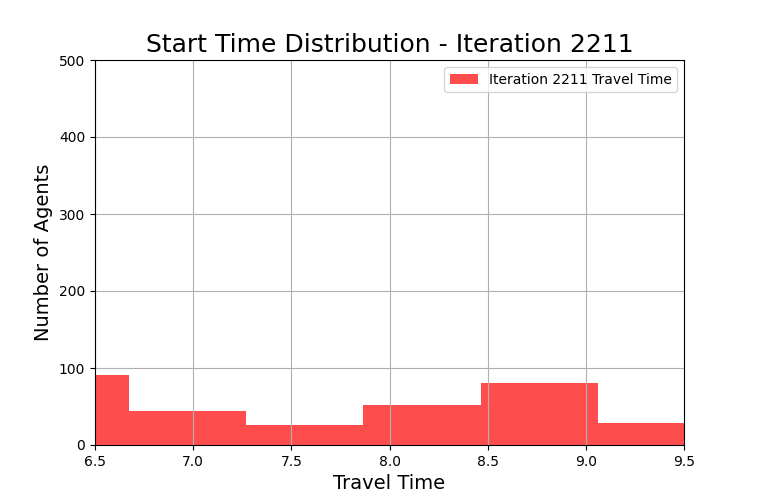 Start Time Distribution - Iteration 2211
Iteration 2211 Travel Time
Number of Agents
500
400
300
200
100
0
6.5 7.0 7.5 8.0 8.5 9.0 9.5
Travel Time